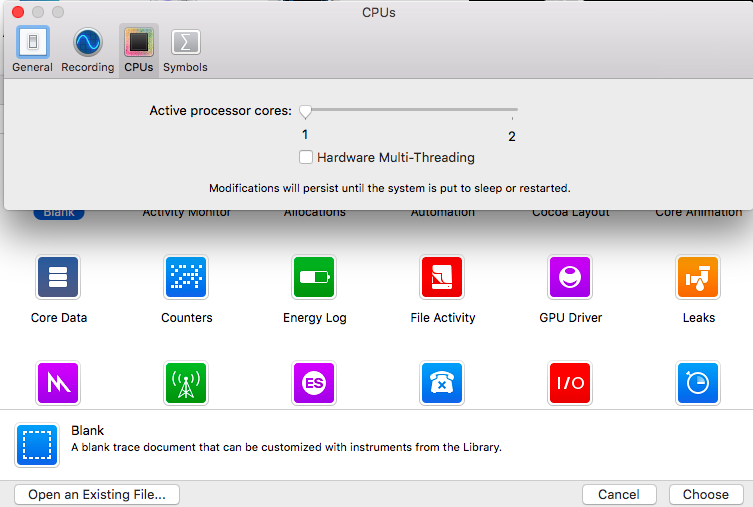 CPUs
General Recording CPUs Symbols
Active processor cores:
1 2
Hardware Multi-Threading
Modifications will persist until the system is put to sleep or restarted.
Blank Activity Monitor Allocations Automation Cocoa Layout Core Animation
Core Data Counters Energy Log File Activity GPU Driver Leaks
ES I/O
Blank
A blank trace document that can be customized with instruments from the Library.
Open an Existing File... Cancel Choose